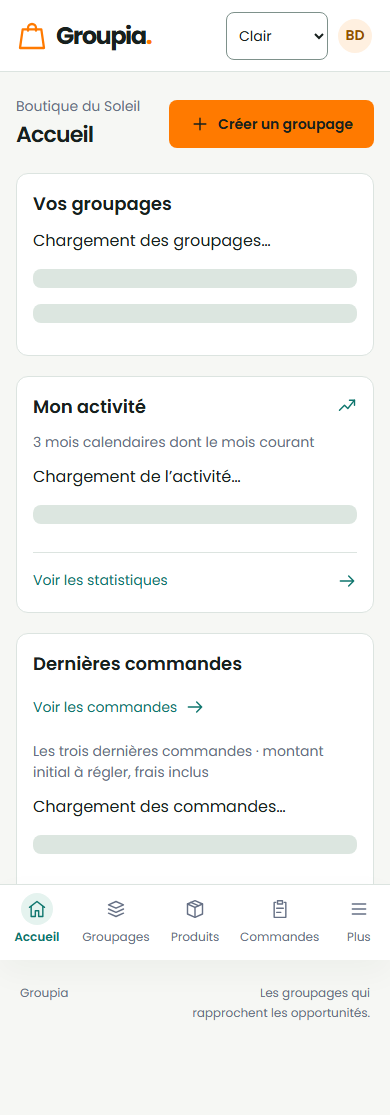 Groupia.
Clair
BD
Boutique du Soleil
Accueil
Créer un groupage
Vos groupages
Chargement des groupages…
Mon activité
3 mois calendaires dont le mois courant
Chargement de l’activité…
Voir les statistiques
Dernières commandes
Voir les commandes
Les trois dernières commandes · montant
initial à régler, frais inclus
Chargement des commandes…
Accueil
Groupages
Produits
Commandes
Plus
Groupia
Les groupages qui
rapprochent les opportunités.